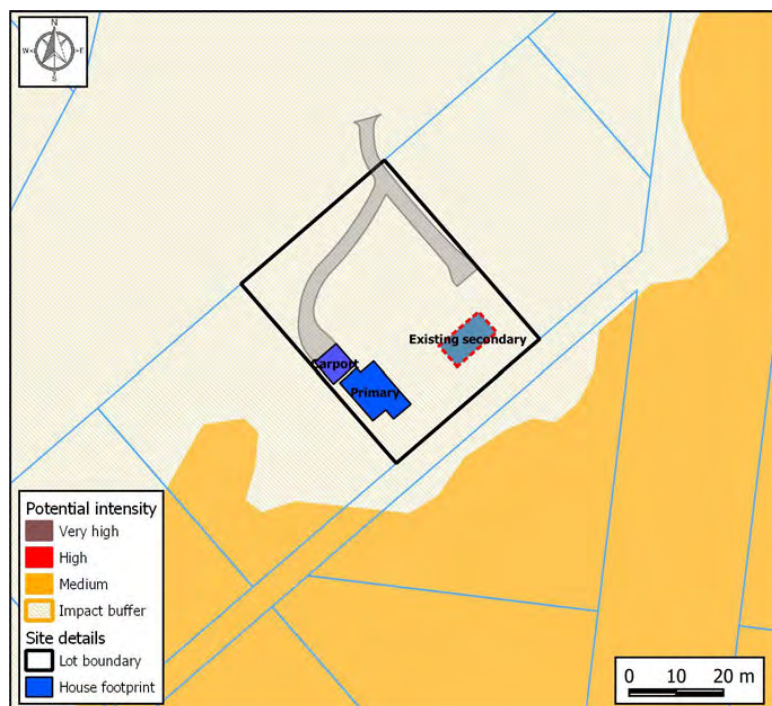 N
W
E
S
Existing secondary
Carport
Primary
Potential intensity
Very high
High
Medium
Impact buffer
Site details
Lot boundary
House footprint
0 10 20 m